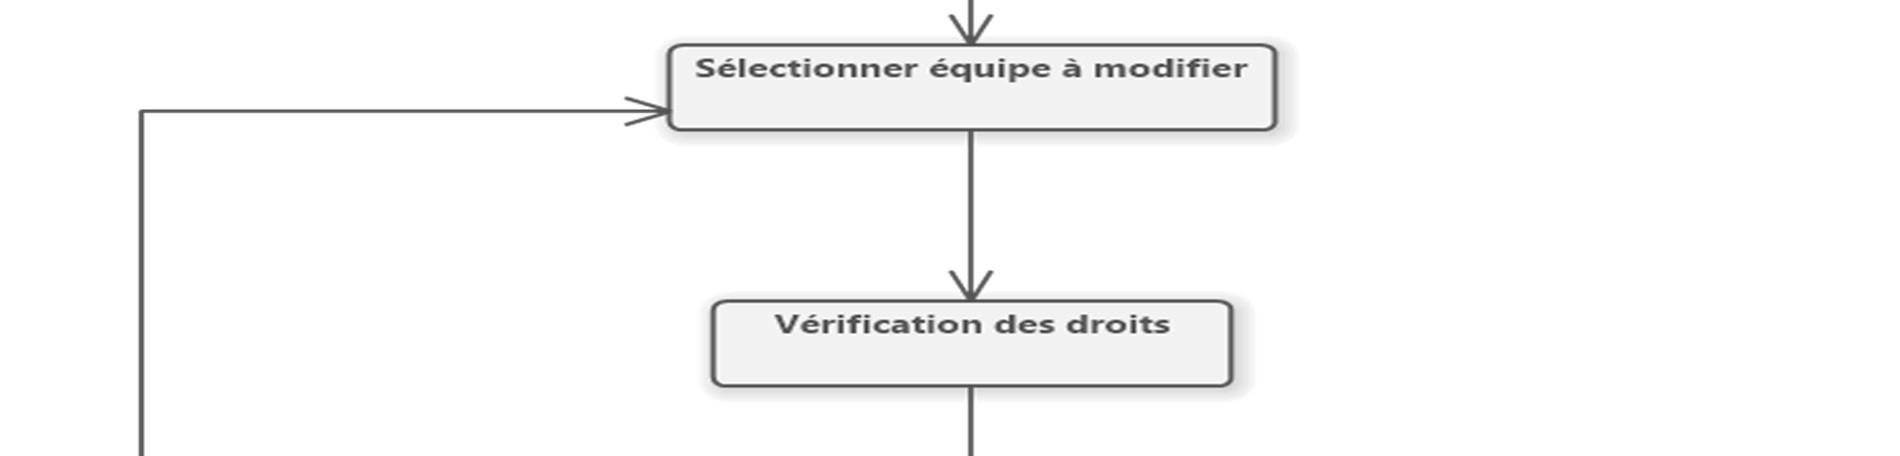 Sélectionner équipe à modifier
Vérification des droits